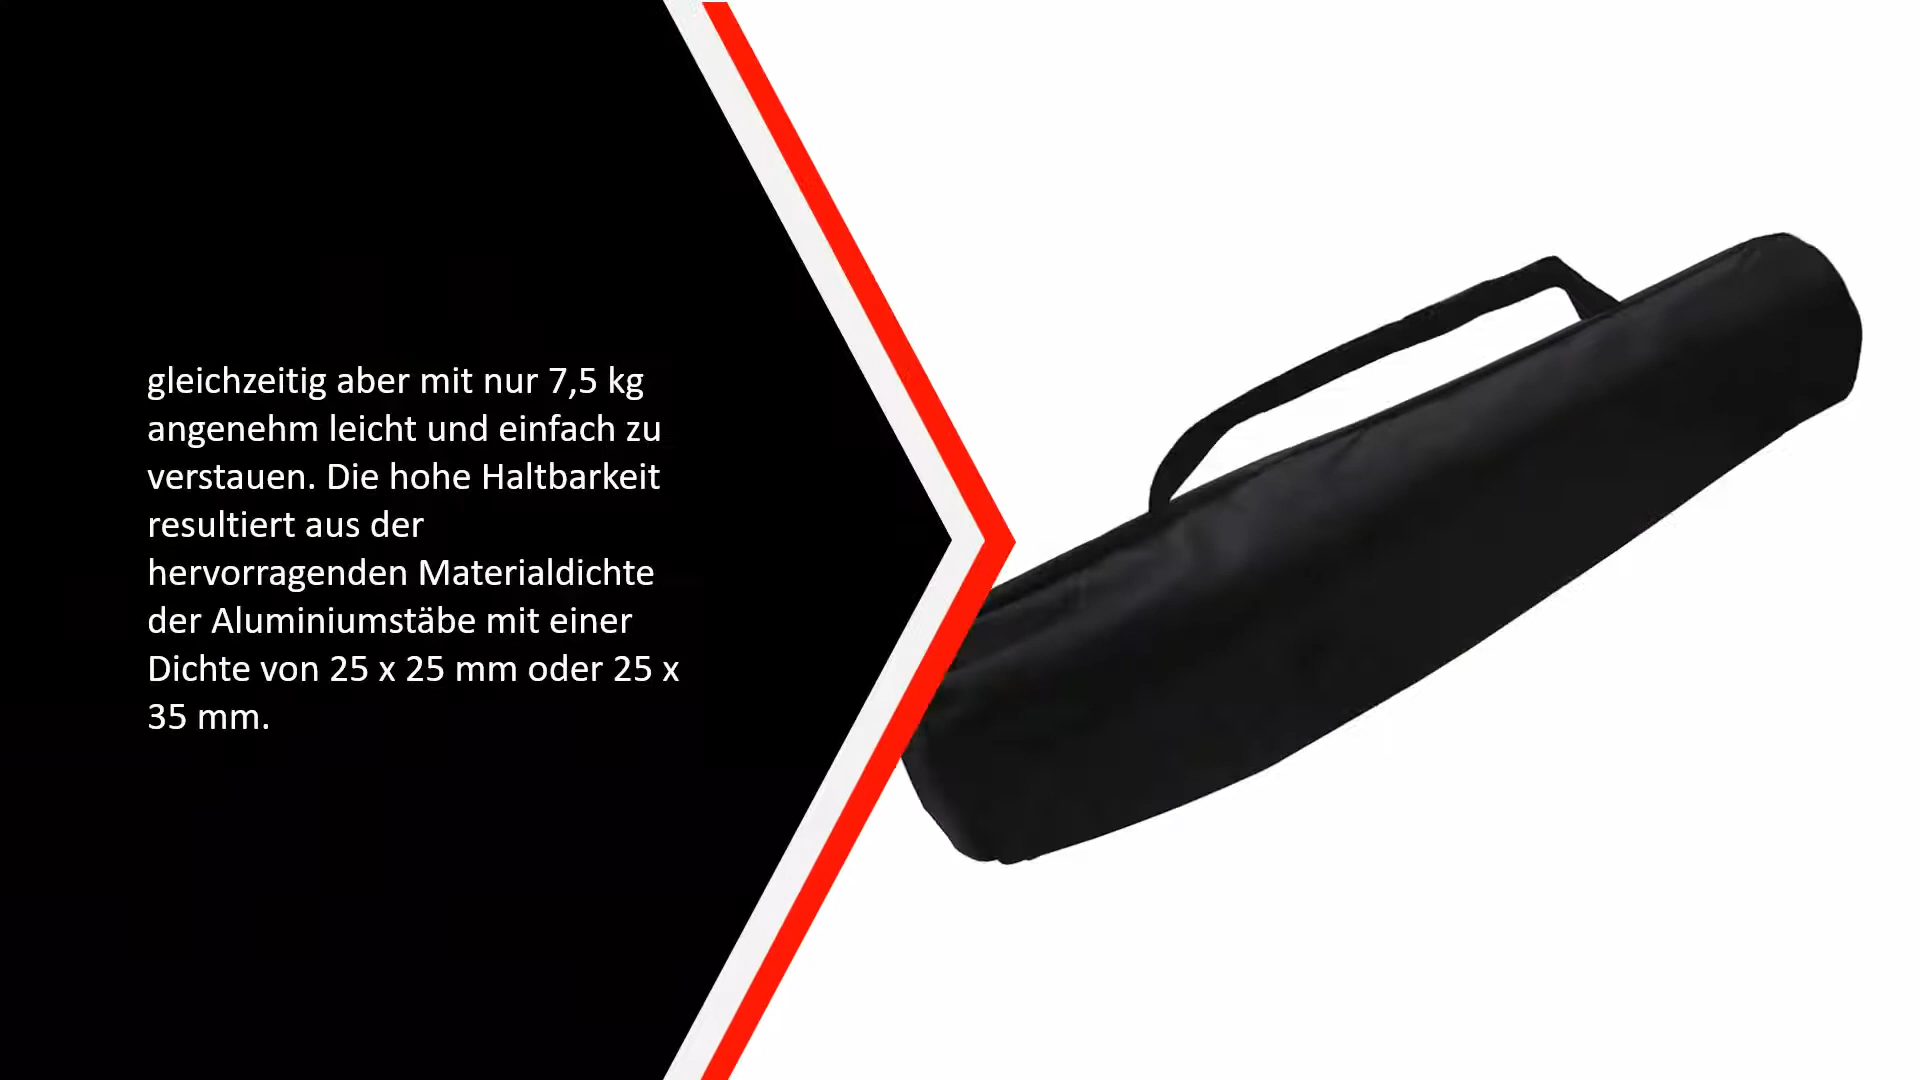 gleichzeitig aber mit nur 7,5 kg
angenehm leicht und einfach zu
verstauen. Die hohe Haltbarkeit
resultiert aus der
hervorragenden Materialdichte
der Aluminiumstäbe mit einer
Dichte von 25 x 25 mm oder 25 x
35 mm.